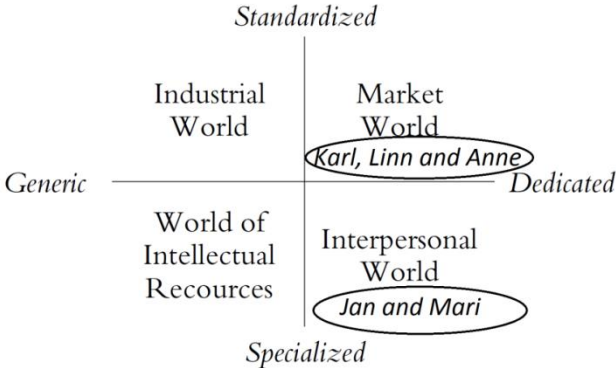 Standardized
Industrial
World
Market
World
Karl, Linn and Anne
Generic
Dedicated
World of
Intellectual
Recources
Interpersonal
World
Jan and Mari
Specialized